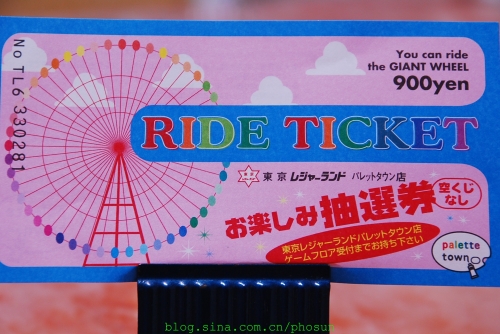 No TL6 330281
You can ride
the GIANT WHEEL
900yen
RIDE TICKET
東京レジャーランド パレットタウン店
お楽しみ抽選券
空くじ
なし
東京レジャーランドパレットタウン店
ゲームフロア受付までお持ち下さい
palette
town
blog.sina.com.cn/phosun